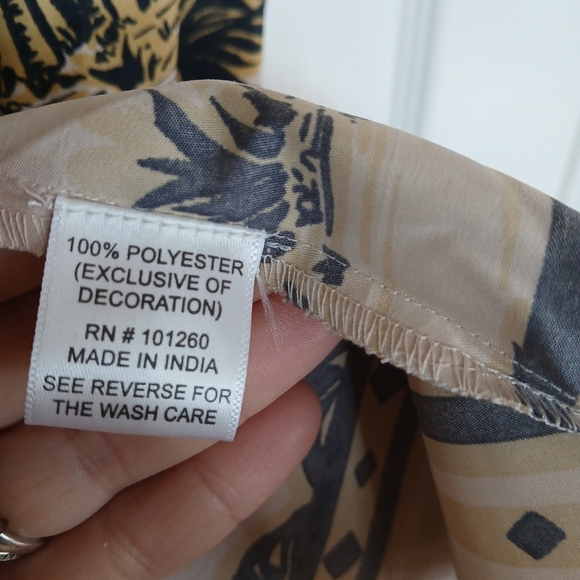 100% POLYESTER
(EXCLUSIVE OF
DECORATION)
RN # 101260
MADE IN INDIA
SEE REVERSE FOR
THE WASH CARE